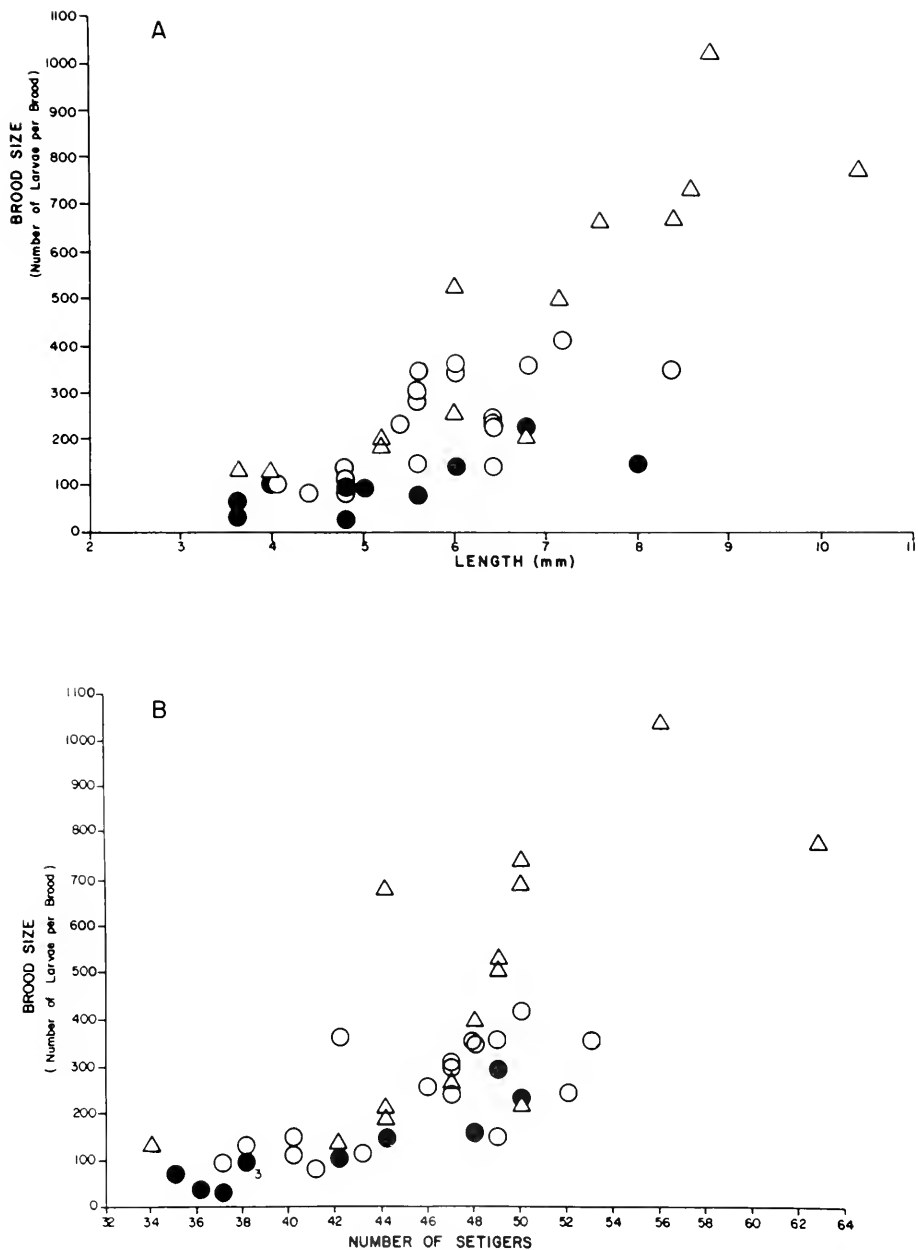 A
1100
1000
900
800
700
600
500
400
300
200
100
0
BROOD SIZE
(Number of Larvae per Brood)
2 3 4 5 6 7 8 9 10 11
LENGTH (mm)
B
1100
1000
900
800
700
600
500
400
300
200
100
0
BROOD SIZE
(Number of Larvae per Brood)
3
32 34 36 38 40 42 44 46 48 50 52 54 56 58 60 62 64
NUMBER OF SETIGERS